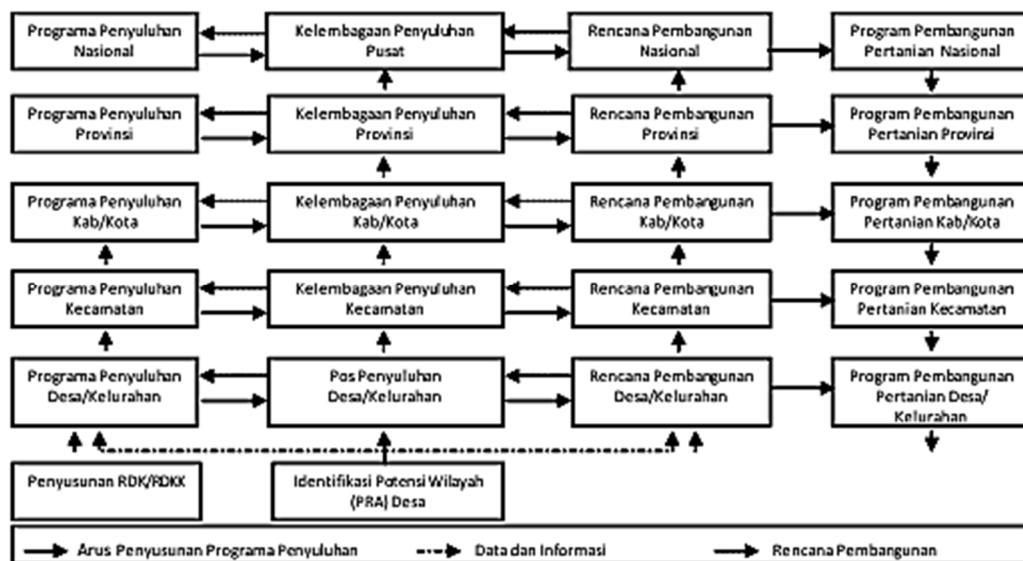 Programa Penyuluhan
Nasional
Kelembagaan Penyuluhan
Pusat
Rencana Pembangunan
Nasional
Program Pembangunan
Pertanian Nasional
Programa Penyuluhan
Provinsi
Kelembagaan Penyuluhan
Provinsi
Rencana Pembangunan
Provinsi
Program Pembangunan
Pertanian Provinsi
Programa Penyuluhan
Kab/Kota
Kelembagaan Penyuluhan
Kab/Kota
Rencana Pembangunan
Kab/Kota
Program Pembangunan
Pertanian Kab/Kota
Programa Penyuluhan
Kecamatan
Kelembagaan Penyuluhan
Kecamatan
Rencana Pembangunan
Kecamatan
Program Pembangunan
Pertanian Kecamatan
Programa Penyuluhan
Desa/Kelurahan
Pos Penyuluhan
Desa/Kelurahan
Rencana Pembangunan
Desa/Kelurahan
Program Pembangunan
Pertanian Desa/
Kelurahan
Penyusunan RDK/RDKK
Identifikasi Potensi Wilayah
(PRA) Desa
Arus Penyusunan Programa Penyuluhan
Data dan Informasi
Rencana Pembangunan